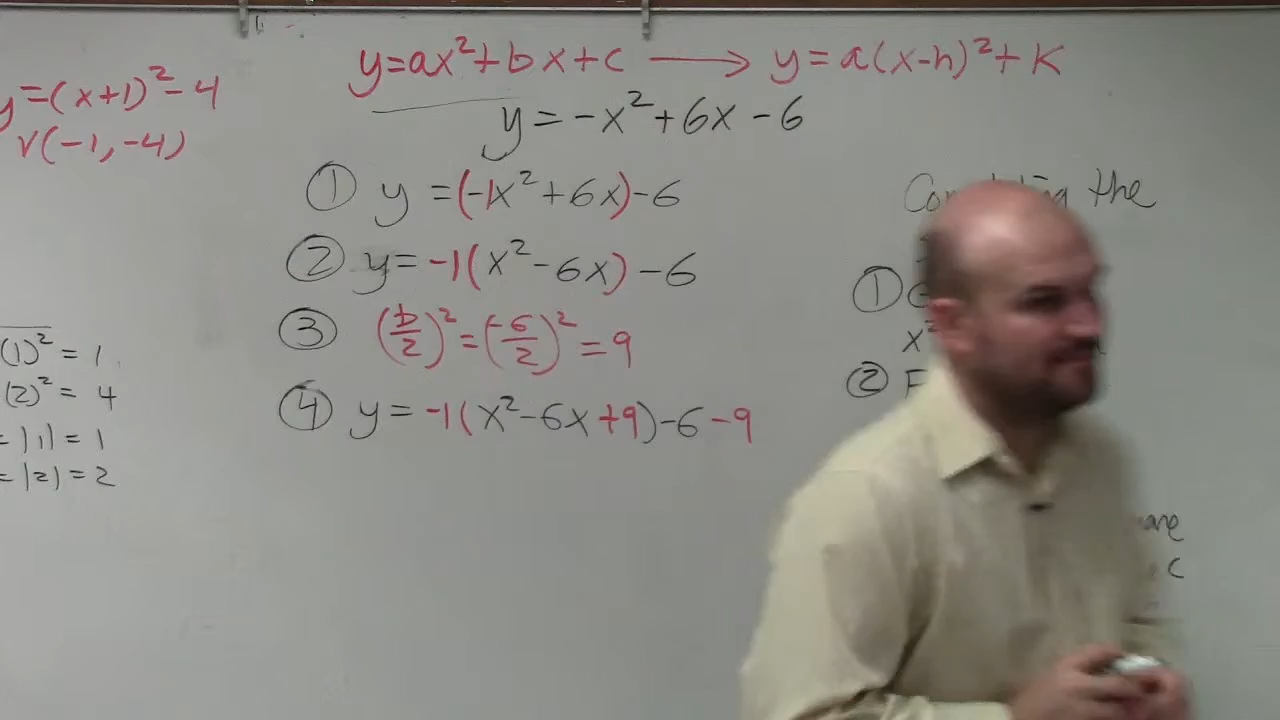 y=(x+1)²-4
V(-1,-4)
(1)² = 1
(2)² = 4
= |1| = 1
= |2| = 2
y=ax²+bx+c → y=a(x-h)²+k
y=-x²+6x-6
① y=(-1x²+6x)-6
② y=-1(x²-6x)-6
③ (b/2)²=(-6/2)²=9
④ y=-1(x²-6x+9)-6-9
the
①
x²
② F
c